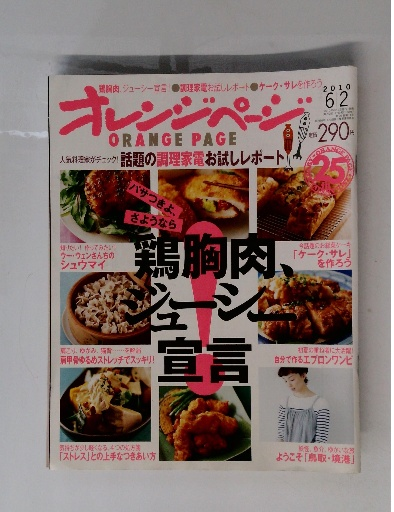 鶏胸肉、ジューシー宣言 ●調理家電お試しレポート●ケーク・サレを作ろう
2010
6/2
オレンジページ
ORANGE PAGE
290円
人気料理家がチェック!
話題の調理家電お試しレポート
25
パサつきよ、
さようなら
鶏胸肉、
ジューシー
宣言
!
ウー・ウェンさんちの
シュウマイ
「ケーク・サレ」
を作ろう
肩甲骨ゆるめストレッチでスッキリ!
自分で作るエプロンワンピ
「ストレス」との上手なつきあい方
ようこそ「鳥取・境港」